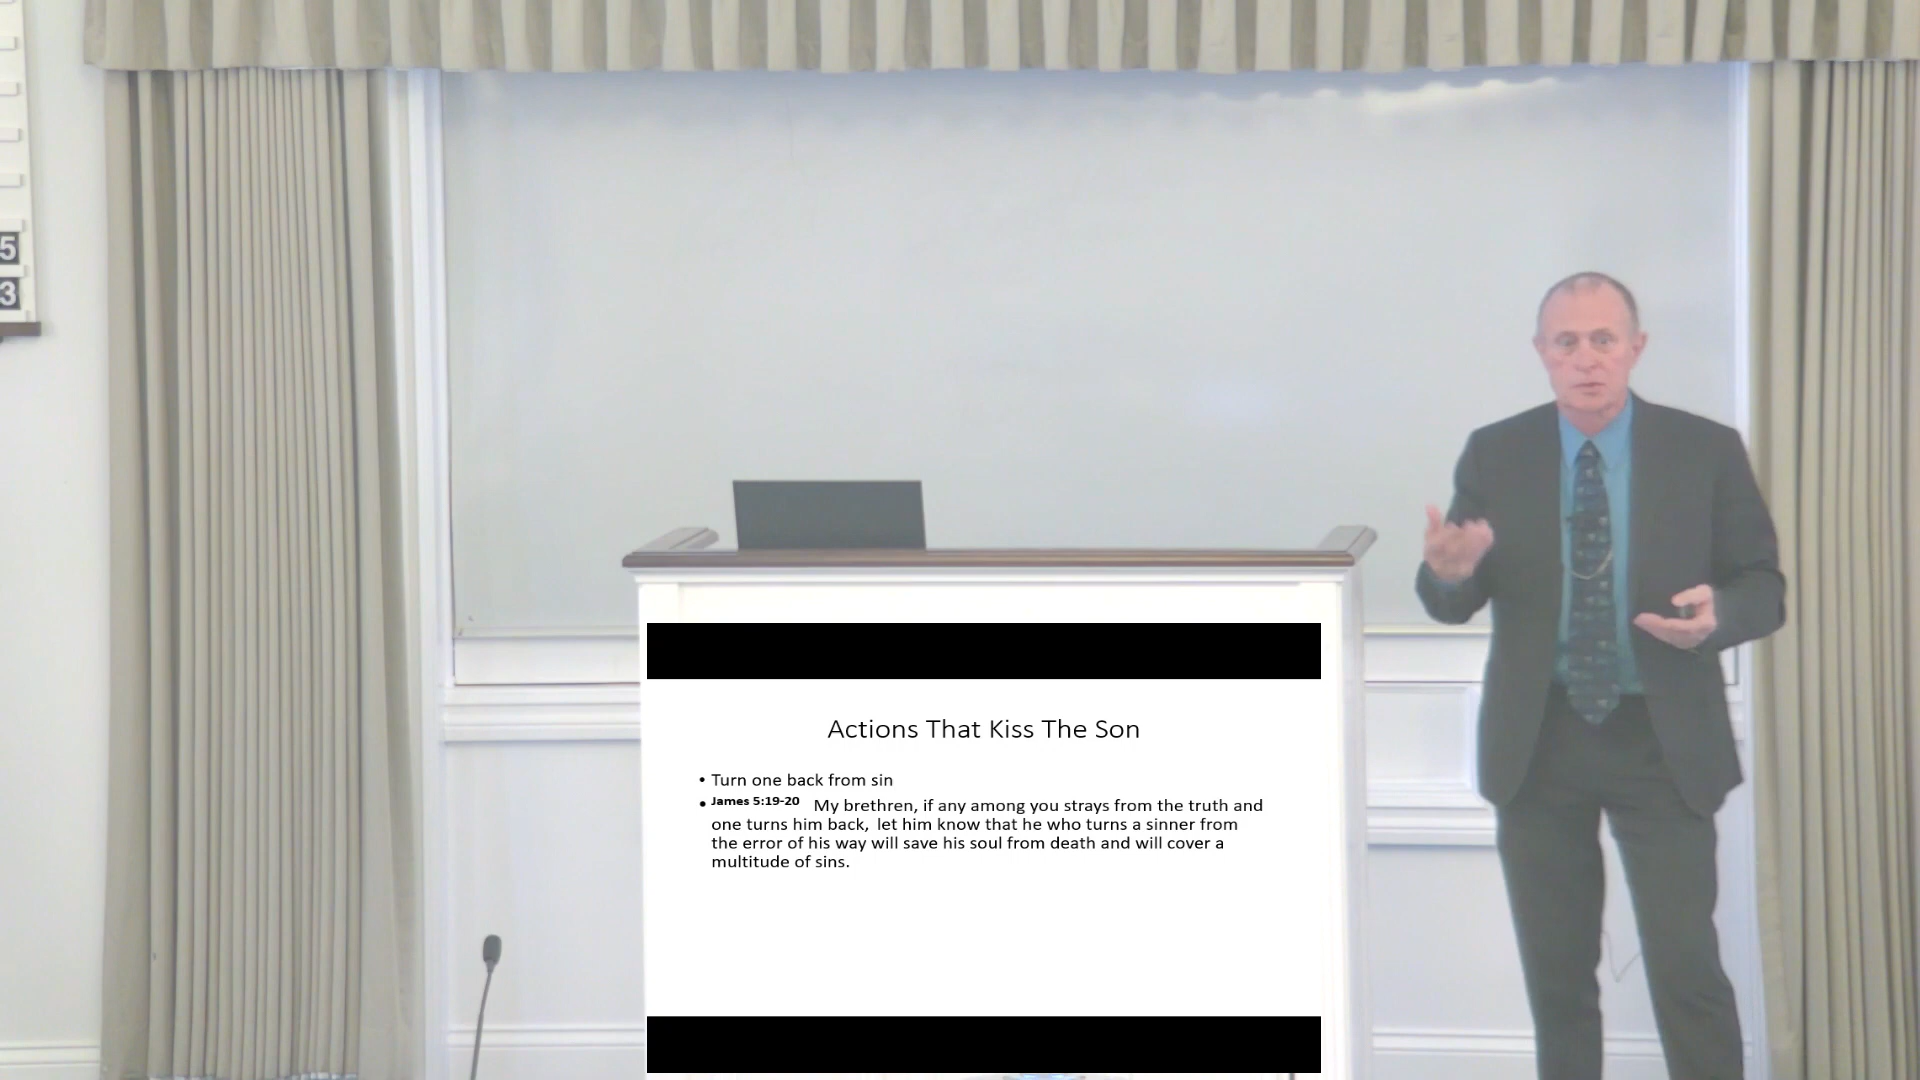 5
3
Actions That Kiss The Son
• Turn one back from sin
• James 5:19-20 My brethren, if any among you strays from the truth and
one turns him back, let him know that he who turns a sinner from
the error of his way will save his soul from death and will cover a
multitude of sins.